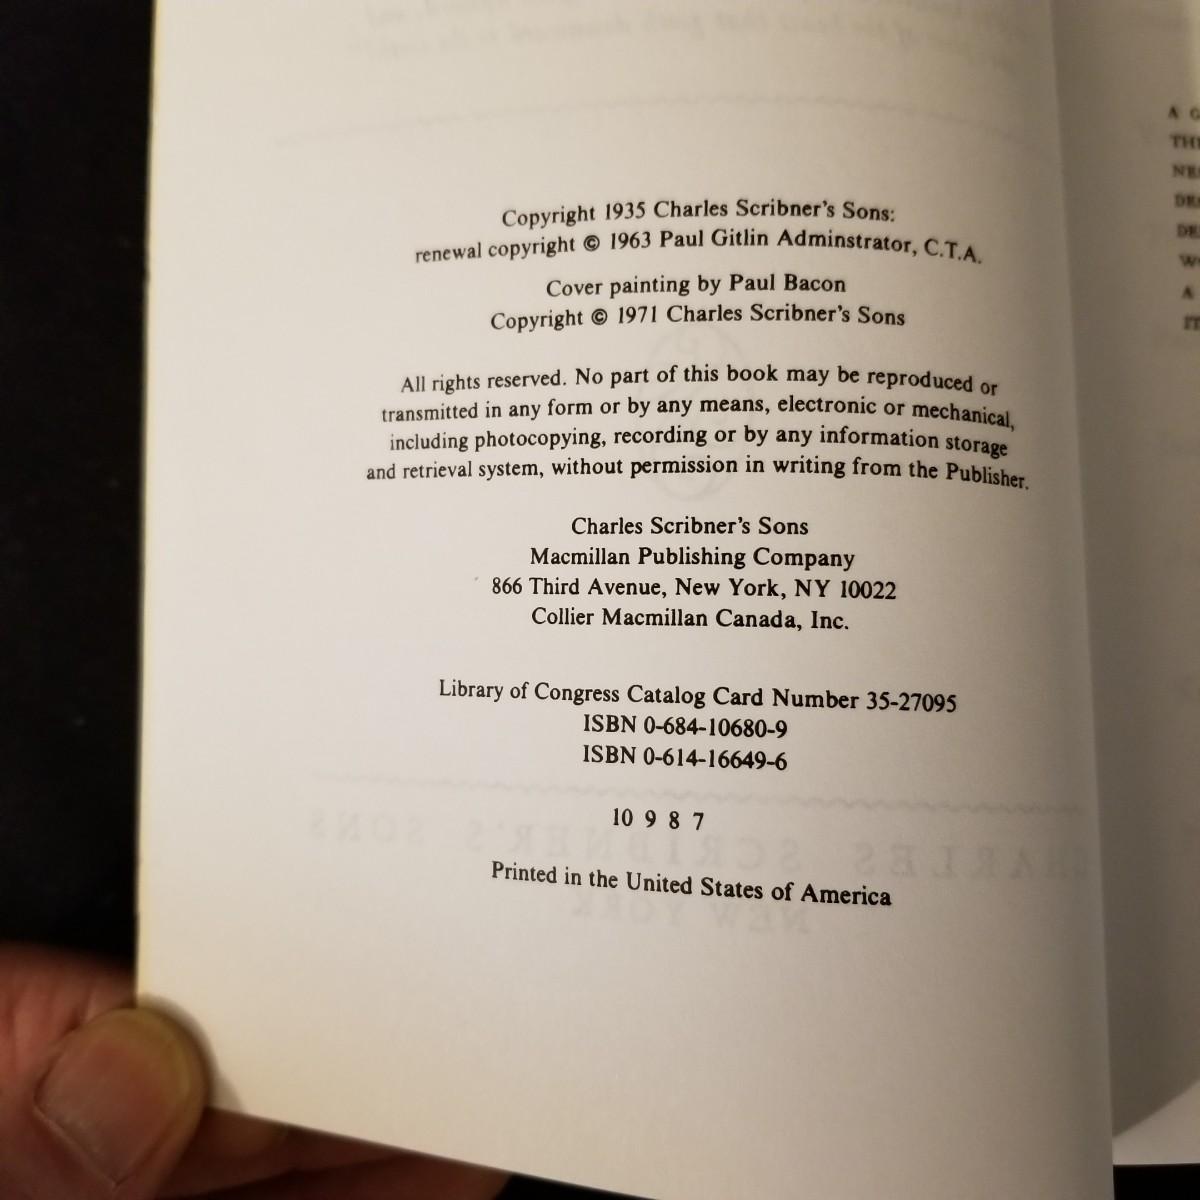 Copyright 1935 Charles Scribner's Sons:
renewal copyright © 1963 Paul Gitlin Adminstrator, C.T.A.
Cover painting by Paul Bacon
Copyright © 1971 Charles Scribner's Sons
All rights reserved. No part of this book may be reproduced or
transmitted in any form or by any means, electronic or mechanical,
including photocopying, recording or by any information storage
and retrieval system, without permission in writing from the Publisher.
Charles Scribner's Sons
Macmillan Publishing Company
866 Third Avenue, New York, NY 10022
Collier Macmillan Canada, Inc.
Library of Congress Catalog Card Number 35-27095
ISBN 0-684-10680-9
ISBN 0-614-16649-6
10 9 8 7
CHARLES SCRIBNER'S SONS
Printed in the United States of America
NEW YORK